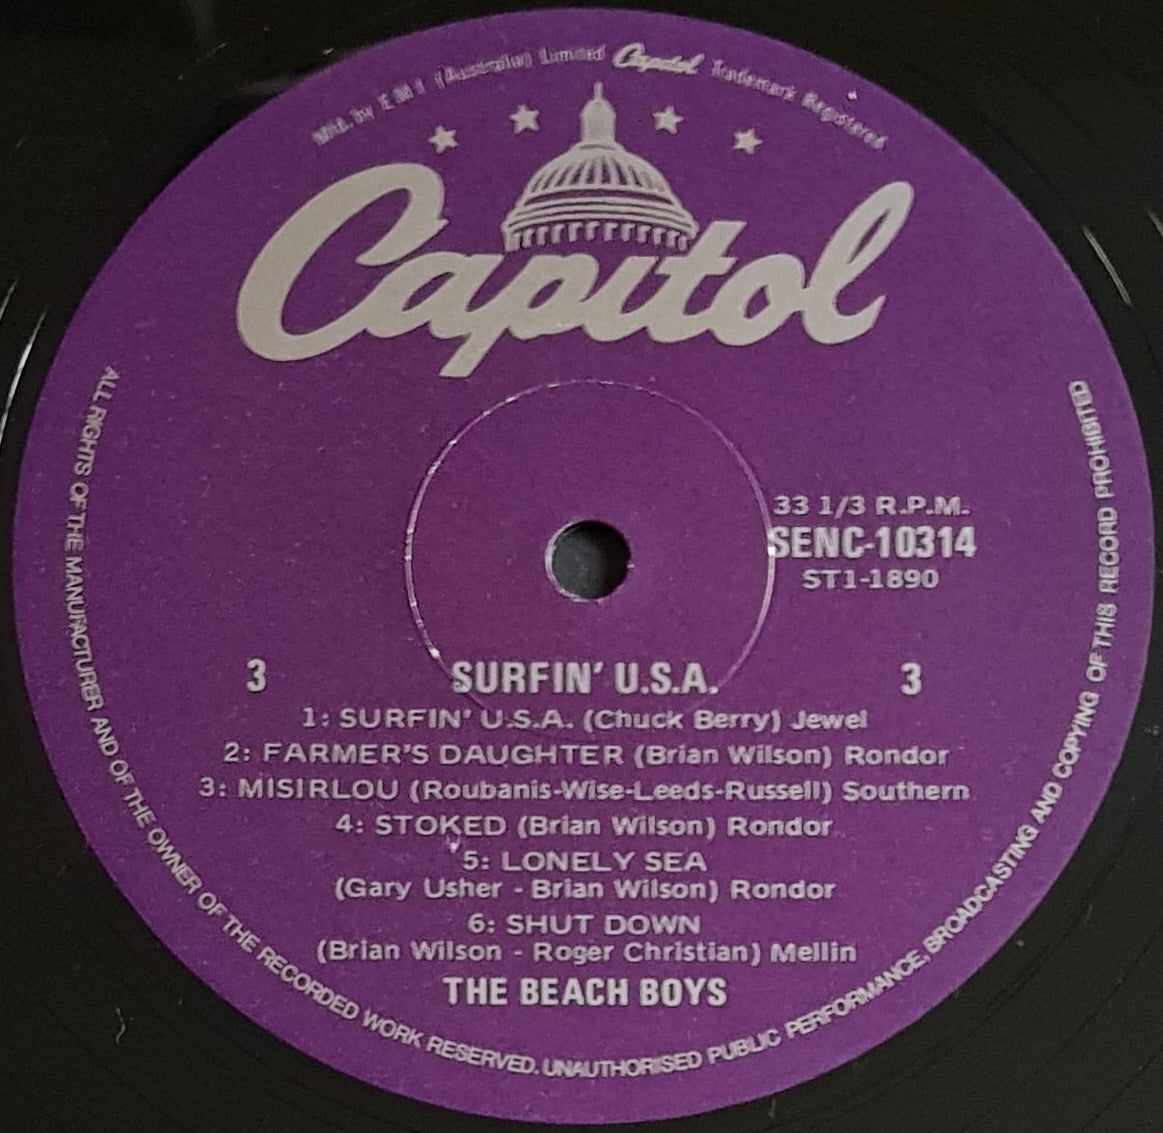 Mfd. by E M I (Australia) Limited Capitol Trademark Registered
Capitol
33 1/3 R.P.M.
SENC-10314
ST1-1890
3 SURFIN' U.S.A. 3
1: SURFIN' U.S.A. (Chuck Berry) Jewel
2: FARMER'S DAUGHTER (Brian Wilson) Rondor
3: MISIRLOU (Roubanis-Wise-Leeds-Russell) Southern
4: STOKED (Brian Wilson) Rondor
5: LONELY SEA
(Gary Usher - Brian Wilson) Rondor
6: SHUT DOWN
(Brian Wilson - Roger Christian) Mellin
THE BEACH BOYS
ALL RIGHTS OF THE MANUFACTURER AND OF THE OWNER OF THE RECORDED WORK RESERVED. UNAUTHORISED PUBLIC PERFORMANCE, BROADCASTING AND COPYING OF THIS RECORD PROHIBITED